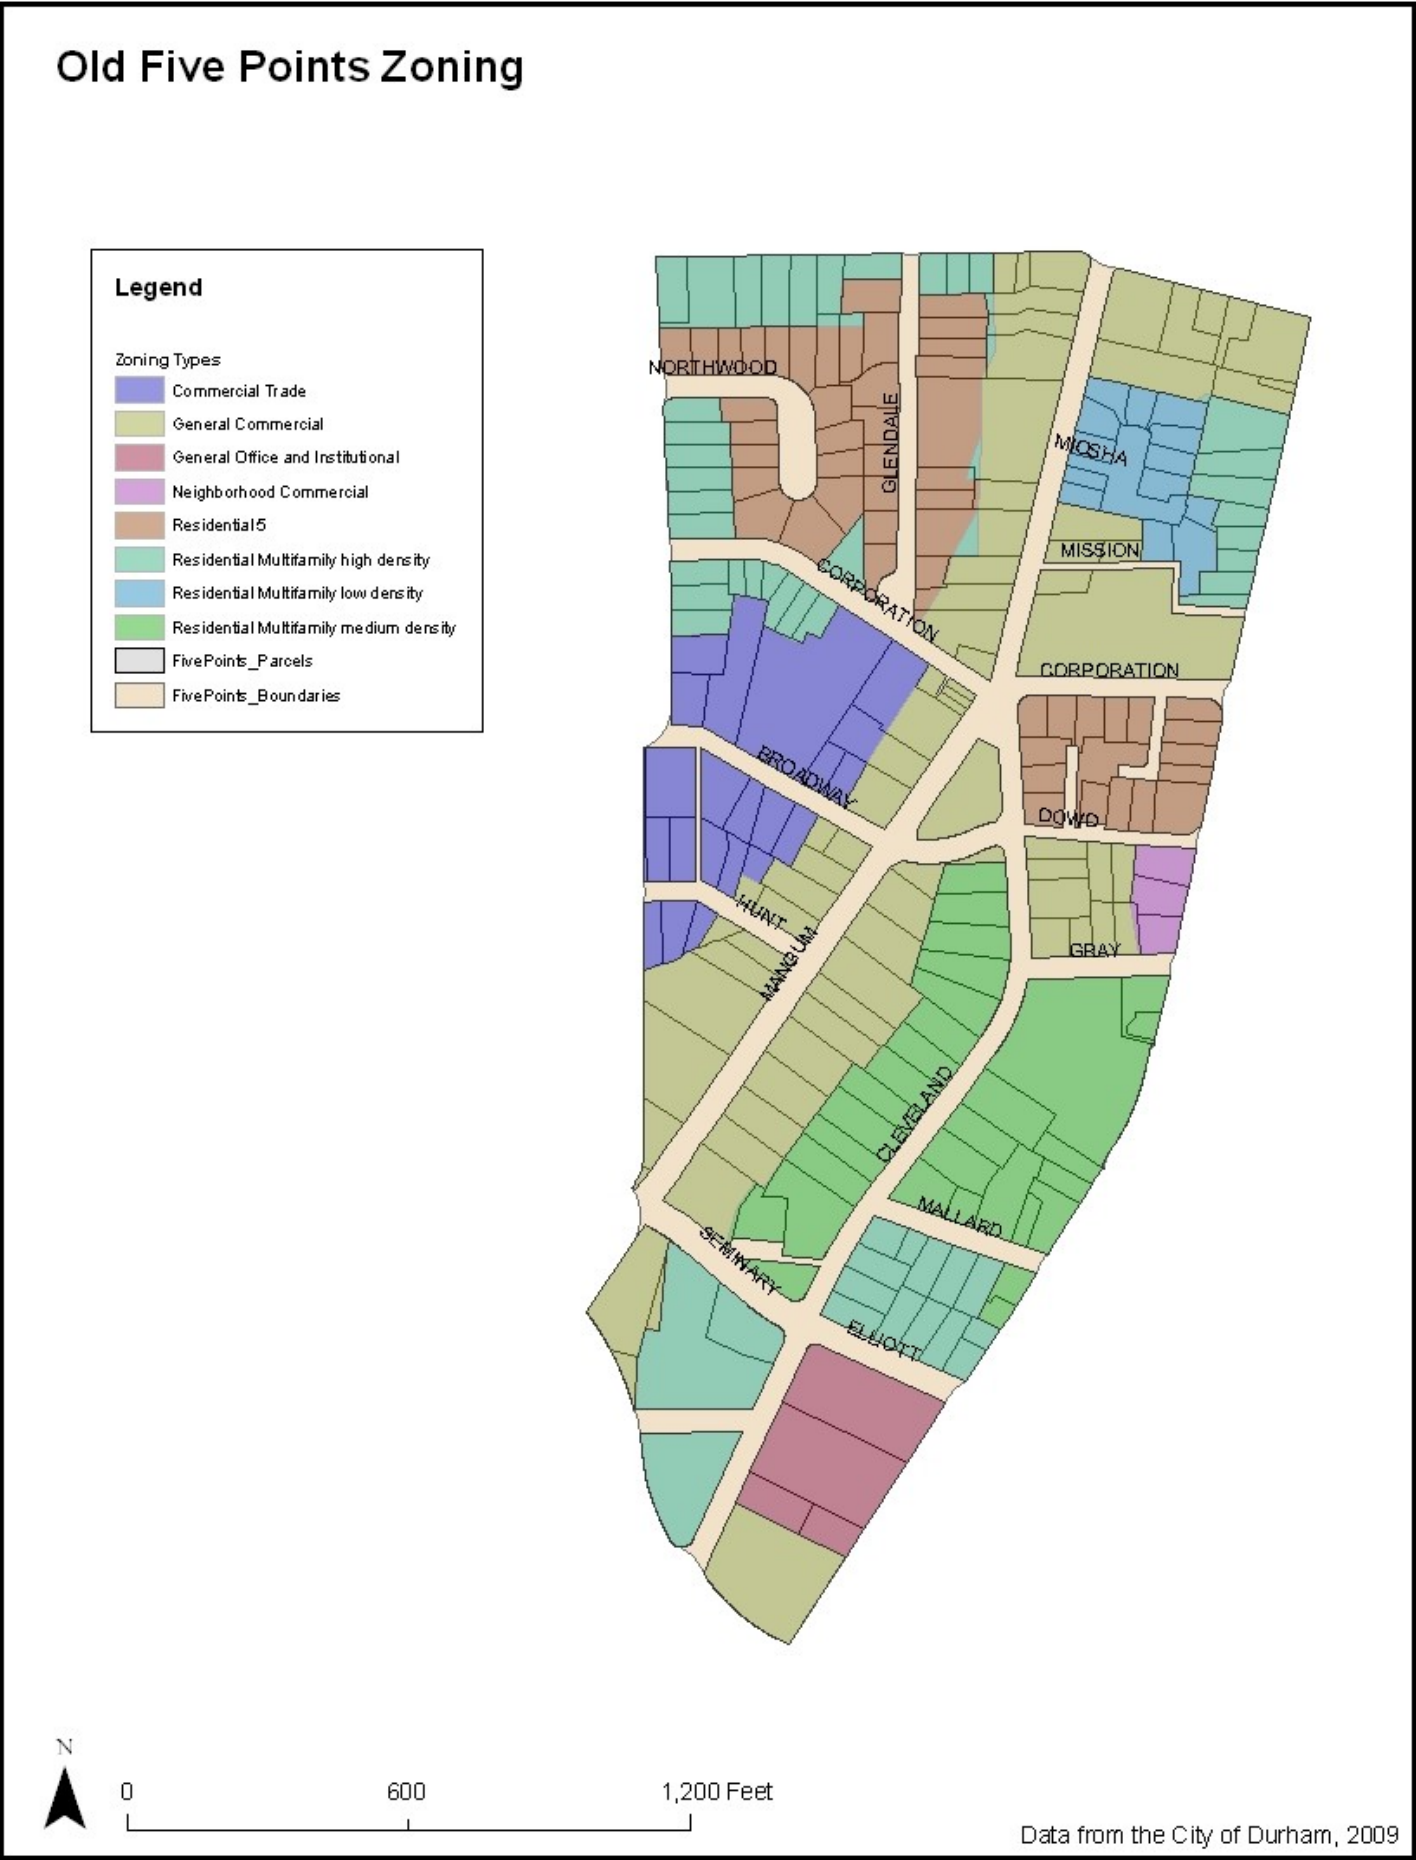 Old Five Points Zoning
Legend
Zoning Types
Commercial Trade
General Commercial
General Office and Institutional
Neighborhood Commercial
Residential5
Residential Multifamily high density
Residential Multifamily low density
Residential Multifamily medium density
FivePoints_Parcels
FivePoints_Boundaries
NORTHWOOD
GLENDALE
MIOSHA
MISSION
CORPORATION
CORPORATION
BROADWAY
DOWD
HUNT
MANGUM
GRAY
CLEVELAND
MALLARD
SEMINARY
ELLIOTT
N
0 600 1,200 Feet
Data from the City of Durham, 2009